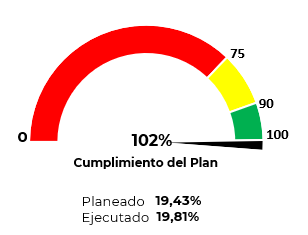 75
90
0
102%
100
Cumplimiento del Plan
Planeado 19,43%
Ejecutado 19,81%